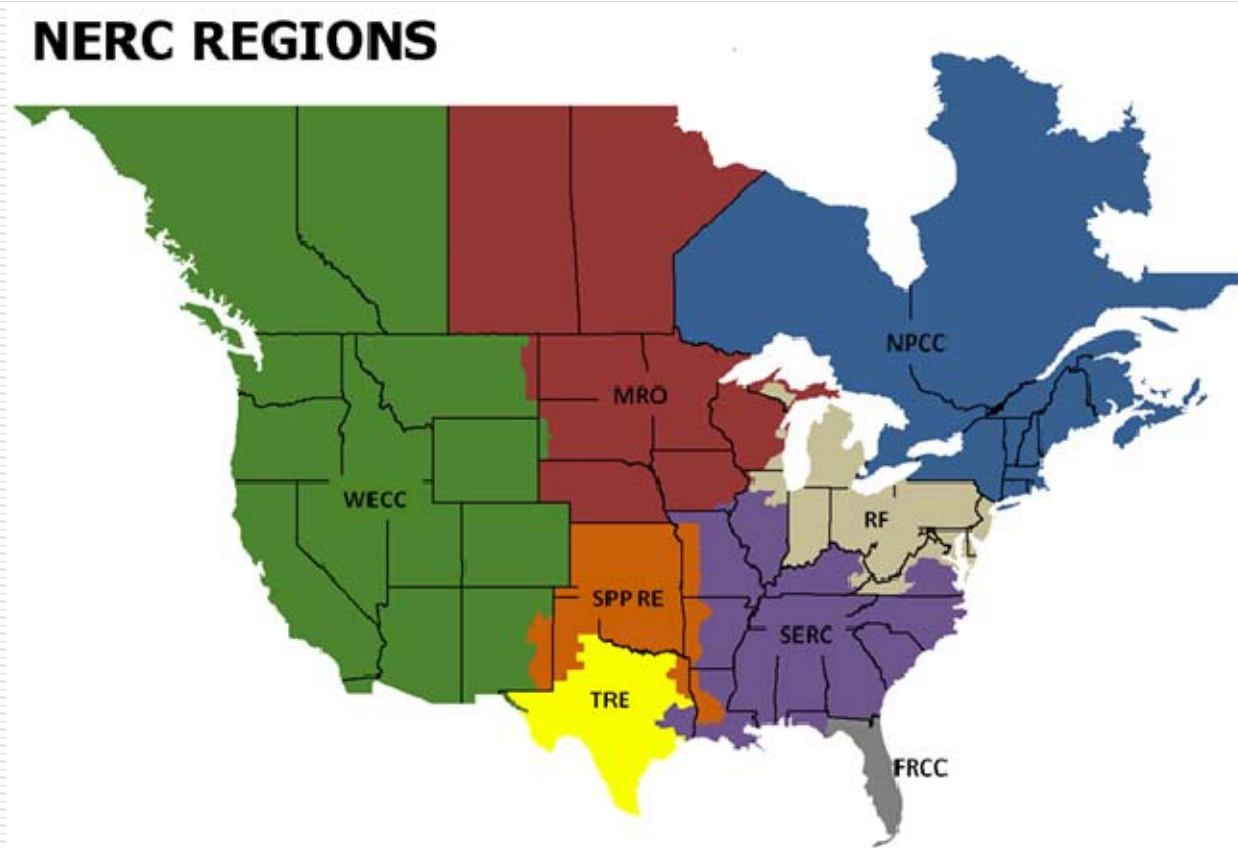 NERC REGIONS
NPCC
MRO
WECC
RF
SPP RE
SERC
TRE
FRCC